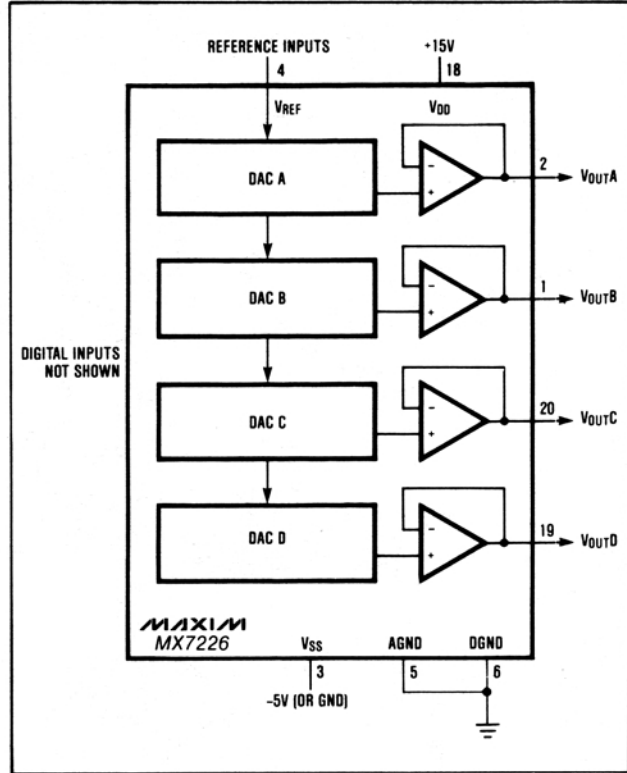 REFERENCE INPUTS
+15V
4
18
VREF
VDD
DAC A
-
+
2
VOUTA
DAC B
-
+
1
VOUTB
DIGITAL INPUTS
NOT SHOWN
DAC C
-
+
20
VOUTC
DAC D
-
+
19
VOUTD
MAXIM
MX7226
VSS
AGND
DGND
3
5
6
-5V (OR GND)